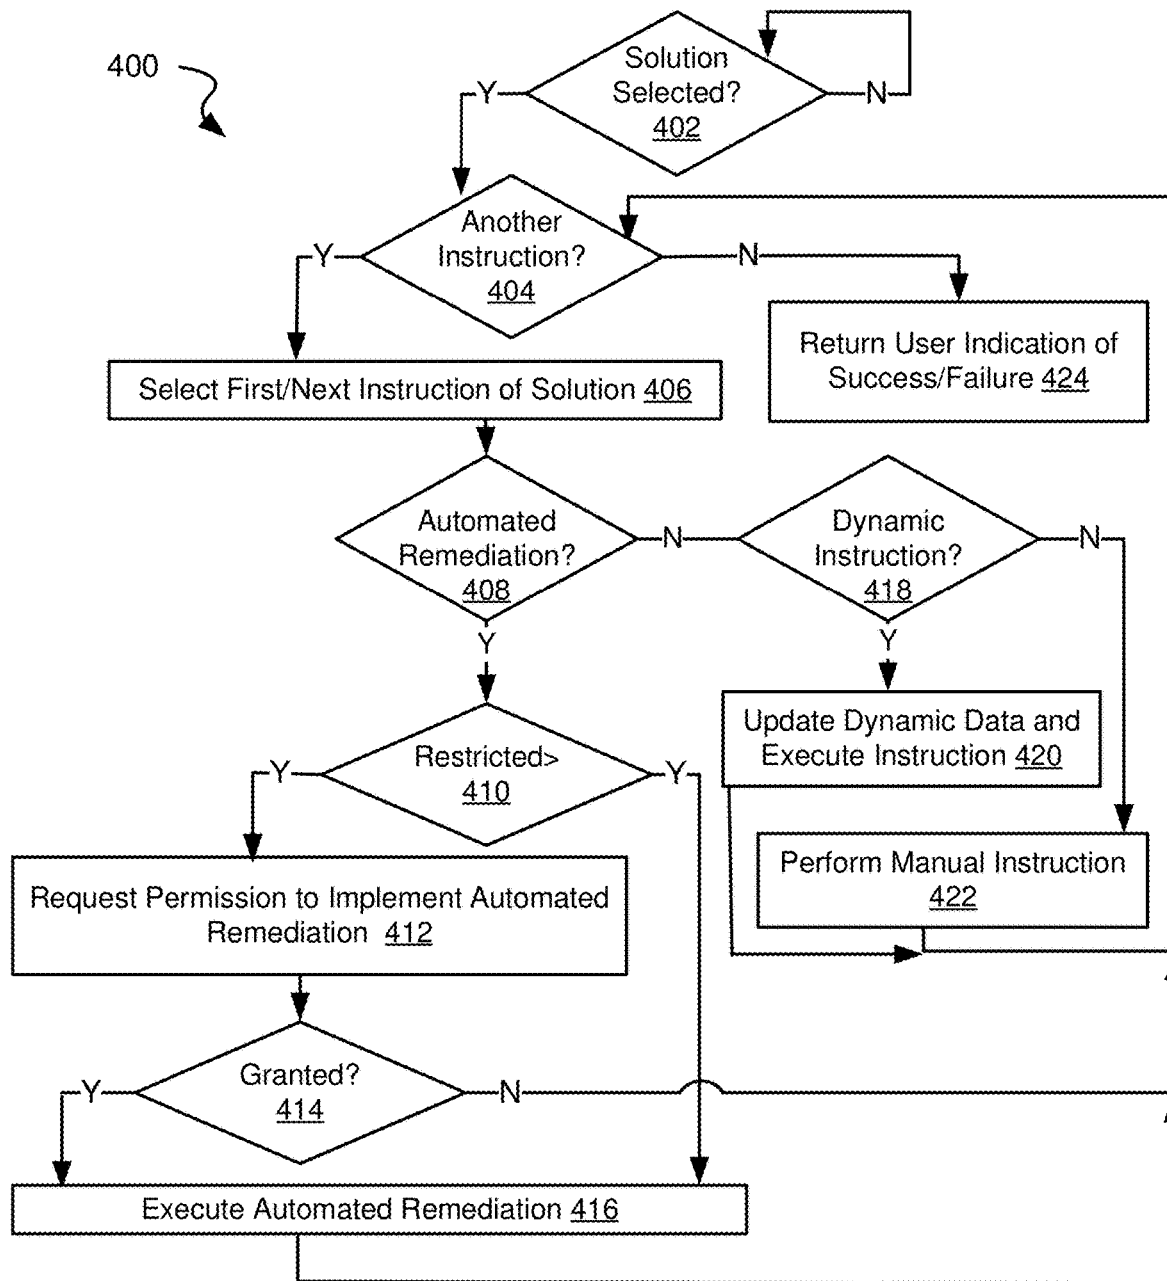 400
Solution
Selected?
402
Y
N
Another
Instruction?
404
Y
N
Return User Indication of
Success/Failure 424
Select First/Next Instruction of Solution 406
Automated
Remediation?
408
N
Dynamic
Instruction?
418
N
Y
Y
Update Dynamic Data and
Execute Instruction 420
Restricted>
410
Y
Y
Perform Manual Instruction
422
Request Permission to Implement Automated
Remediation 412
Granted?
414
Y
N
Execute Automated Remediation 416